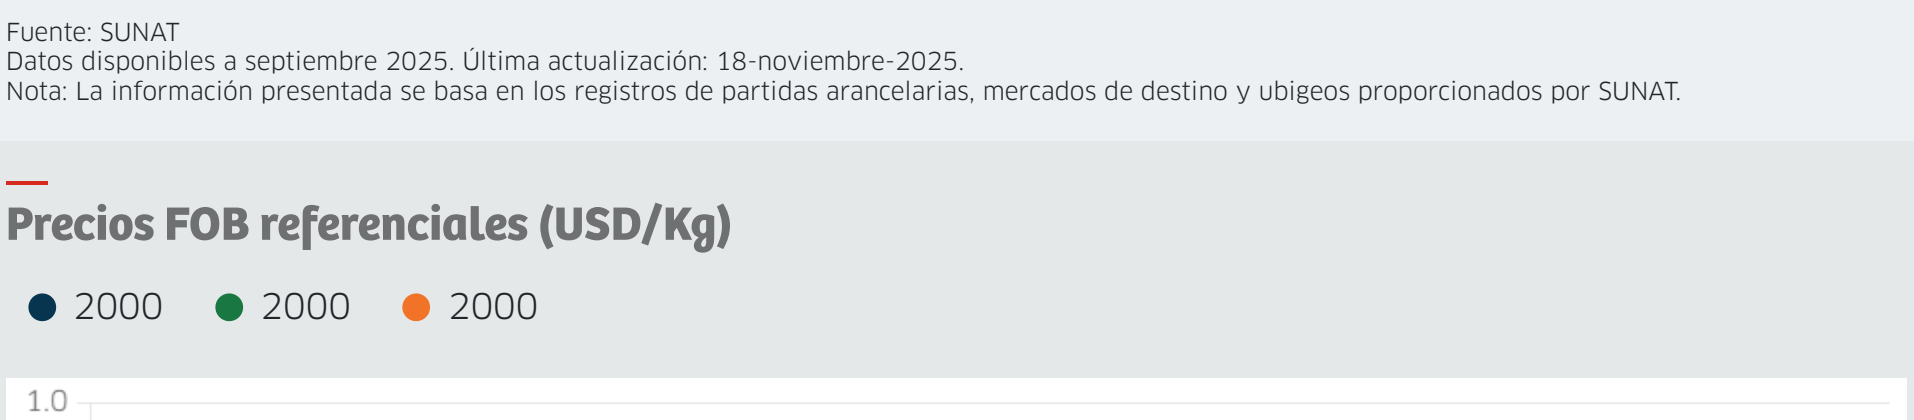 Fuente: SUNAT
Datos disponibles a septiembre 2025. Última actualización: 18-noviembre-2025.
Nota: La información presentada se basa en los registros de partidas arancelarias, mercados de destino y ubigeos proporcionados por SUNAT.
Precios FOB referenciales (USD/Kg)
2000 2000 2000
1.0